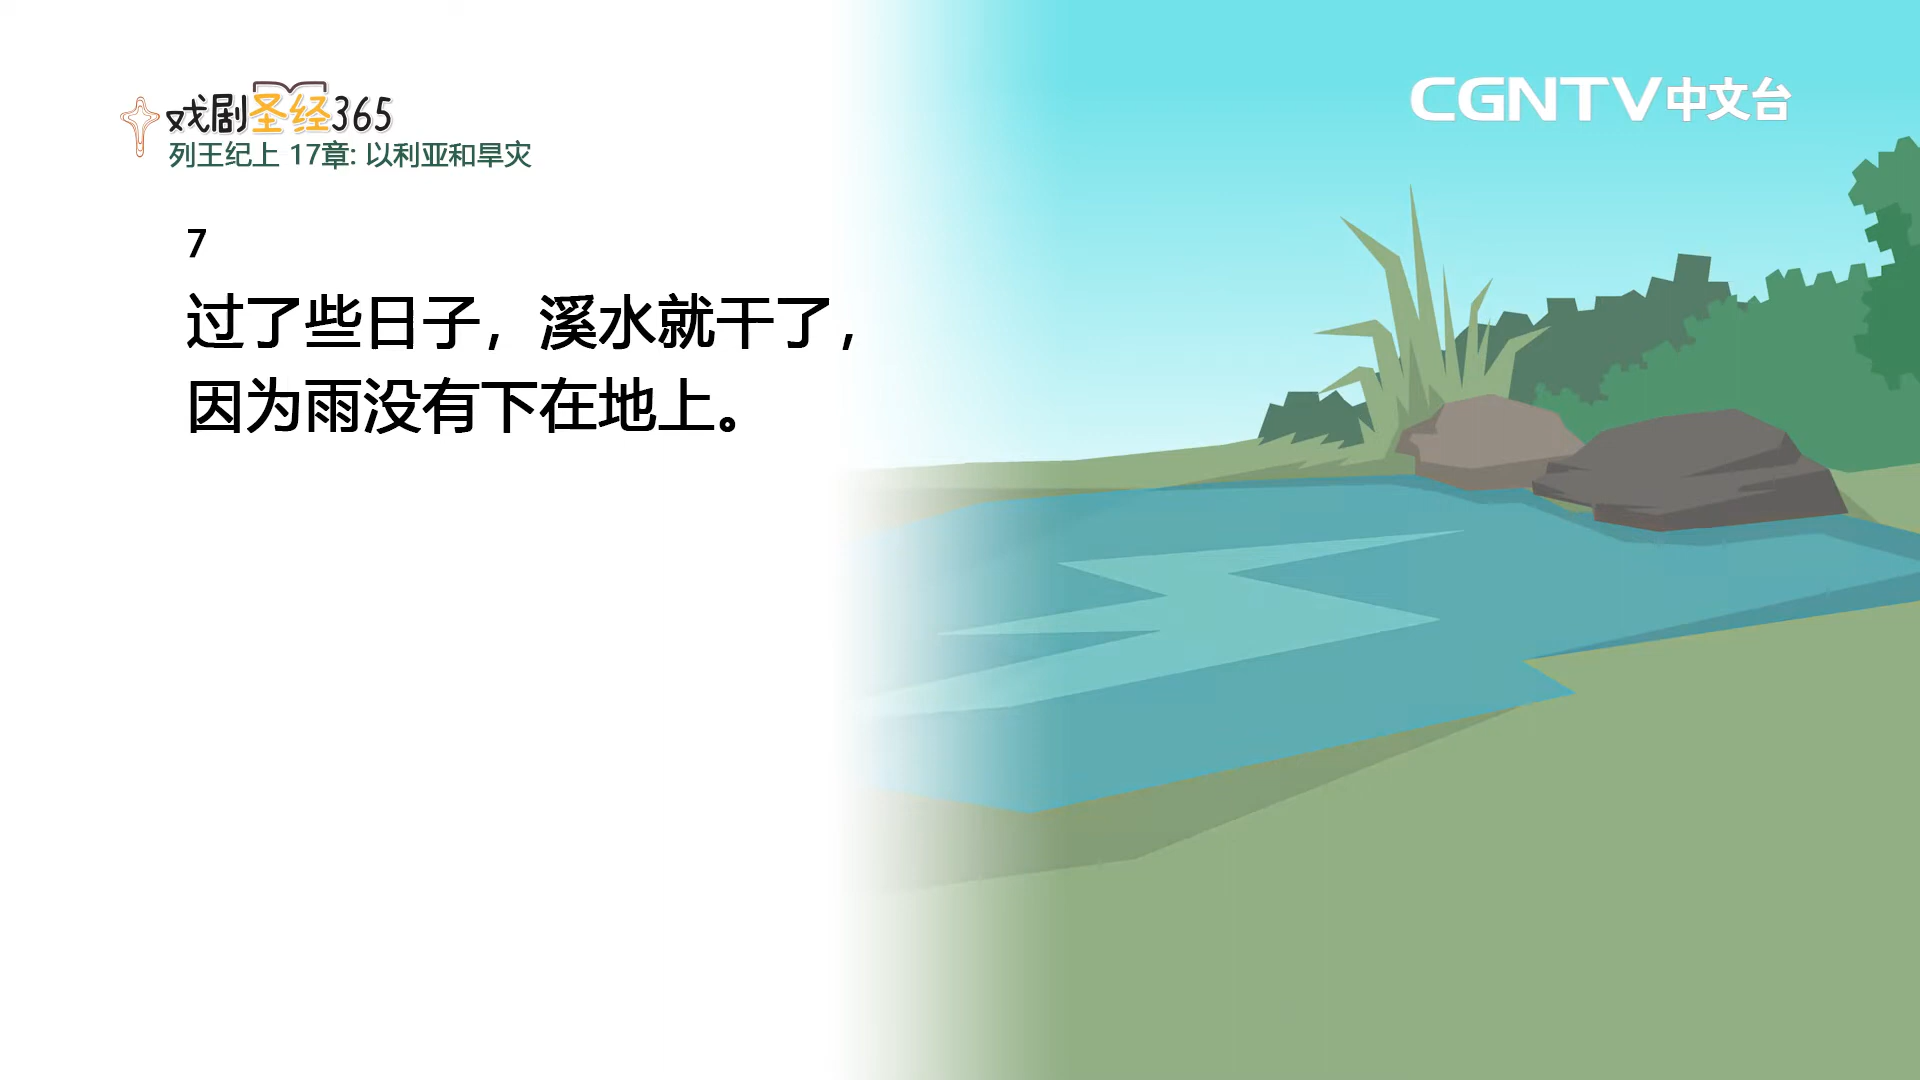 戏剧圣经365
CGNTV中文台
列王纪上 17章: 以利亚和旱灾
7
过了些日子，溪水就干了，
因为雨没有下在地上。